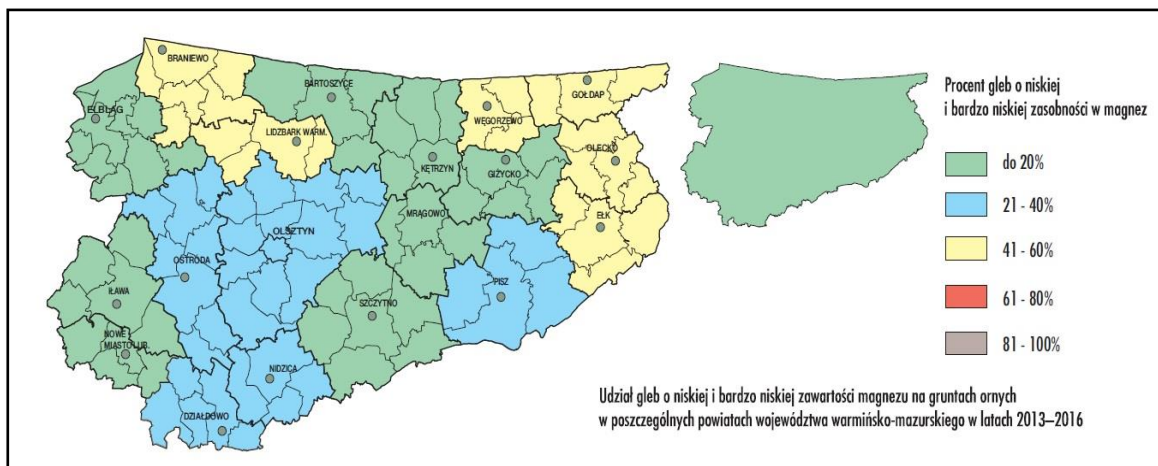 BRANIEWO
BARTOSZYCE
GOŁDAP
ELBLĄG
WĘGORZEWO
LIDZBARK WARM.
OLECKO
KĘTRZYN
GIŻYCKO
MRĄGOWO
EŁK
OLSZTYN
OSTRÓDA
PISZ
IŁAWA
SZCZYTNO
NOWE
MIASTO LUB.
NIDZICA
DZIAŁDOWO
Procent gleb o niskiej
i bardzo niskiej zasobności w magnez
do 20%
21 - 40%
41 - 60%
61 - 80%
81 - 100%
Udział gleb o niskiej i bardzo niskiej zawartości magnezu na gruntach ornych
w poszczególnych powiatach województwa warmińsko-mazurskiego w latach 2013–2016